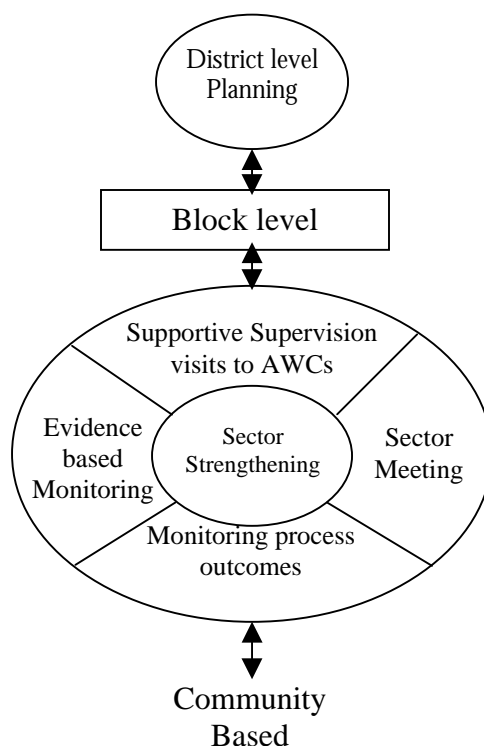 District level
Planning
Block level
Supportive Supervision
visits to AWCs
Evidence
based
Monitoring
Sector
Strengthening
Sector
Meeting
Monitoring process
outcomes
Community
Based